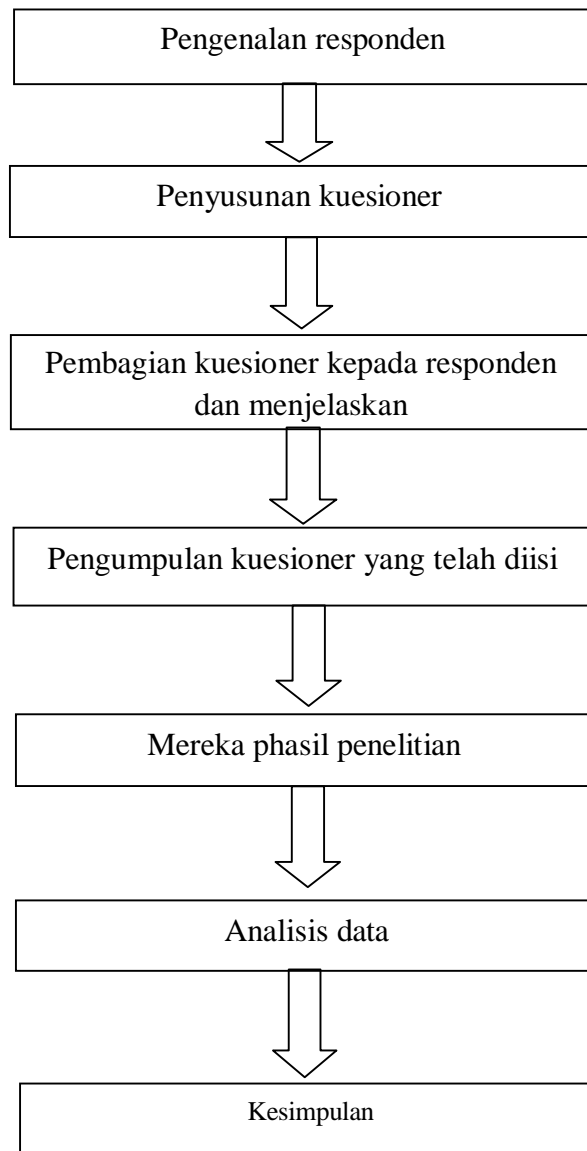 Pengenalan responden
Penyusunan kuesioner
Pembagian kuesioner kepada responden
dan menjelaskan
Pengumpulan kuesioner yang telah diisi
Mereka phasil penelitian
Analisis data
Kesimpulan